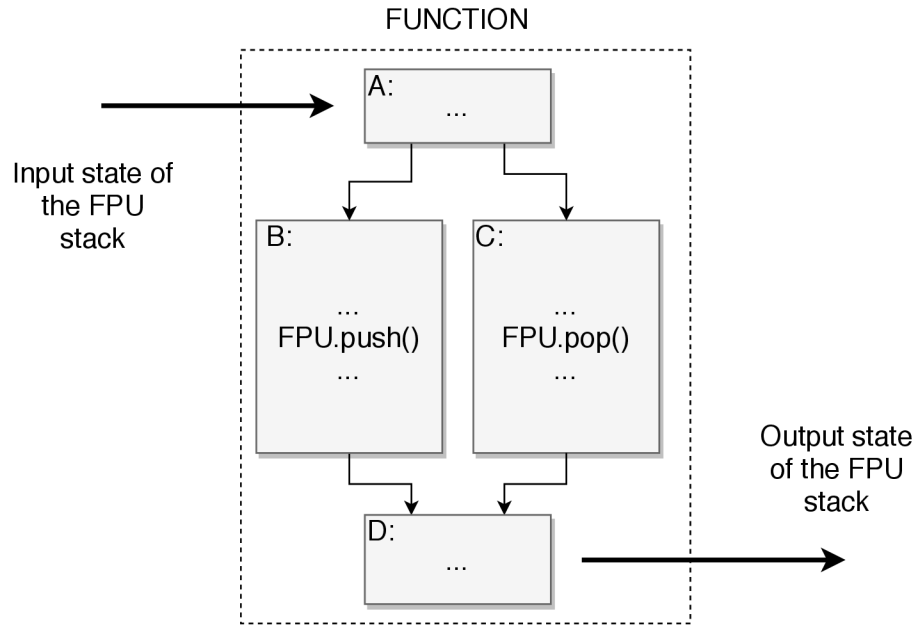 FUNCTION
A:
...
Input state of
the FPU
stack
B:
...
FPU.push()
...
C:
...
FPU.pop()
...
Output state
of the FPU
stack
D:
...